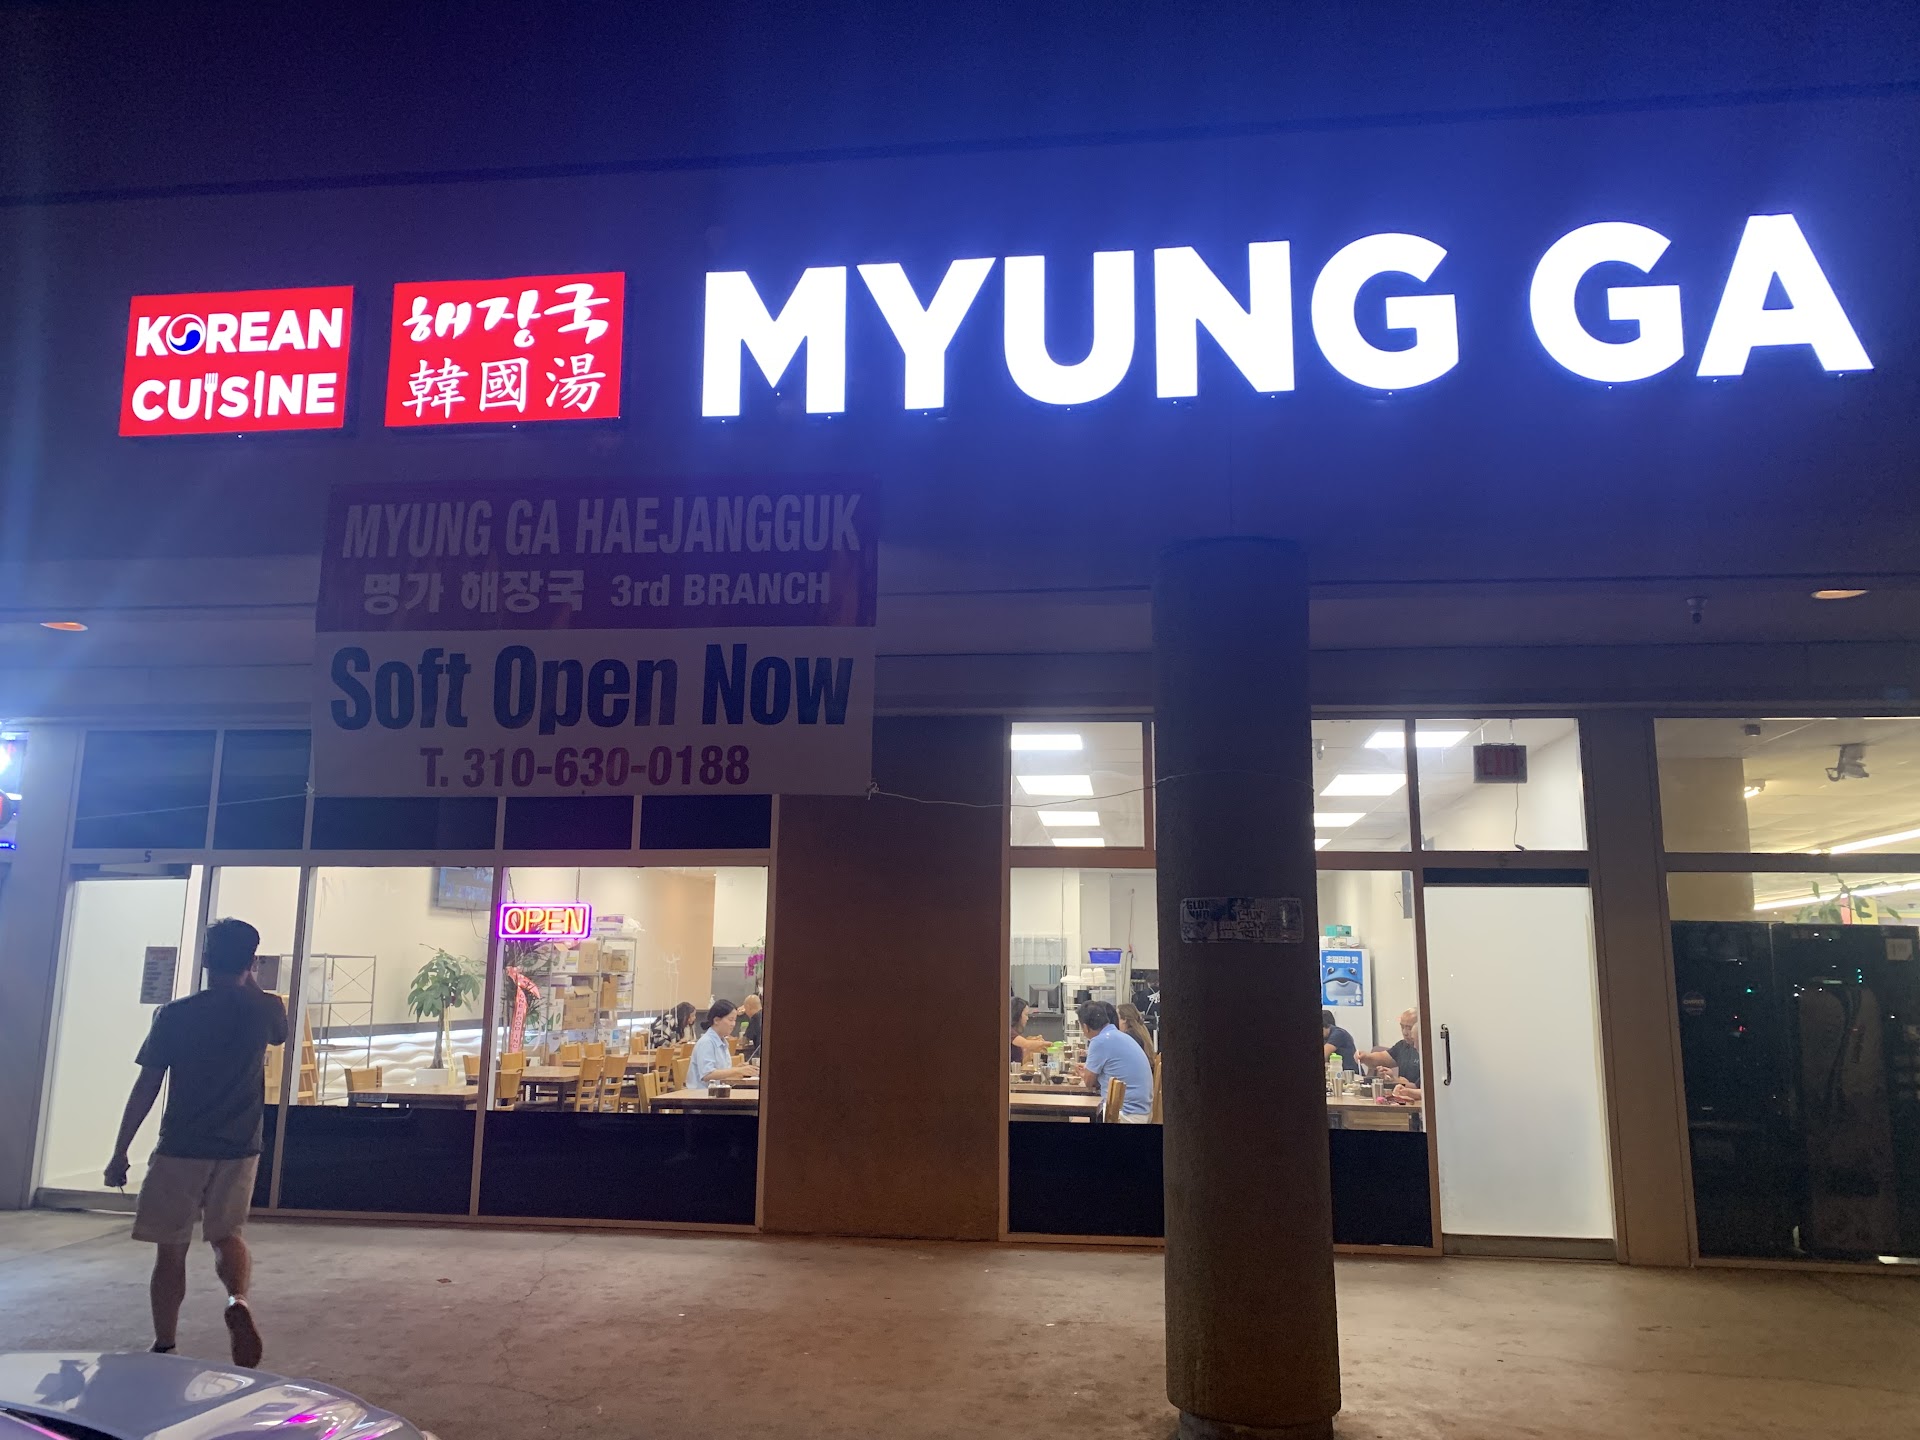 KOREAN
CUISINE
해장국
韓國湯
MYUNG GA
MYUNG GA HAEJANGGUK
명가 해장국 3rd BRANCH
Soft Open Now
T. 310-630-0188
OPEN
EXIT